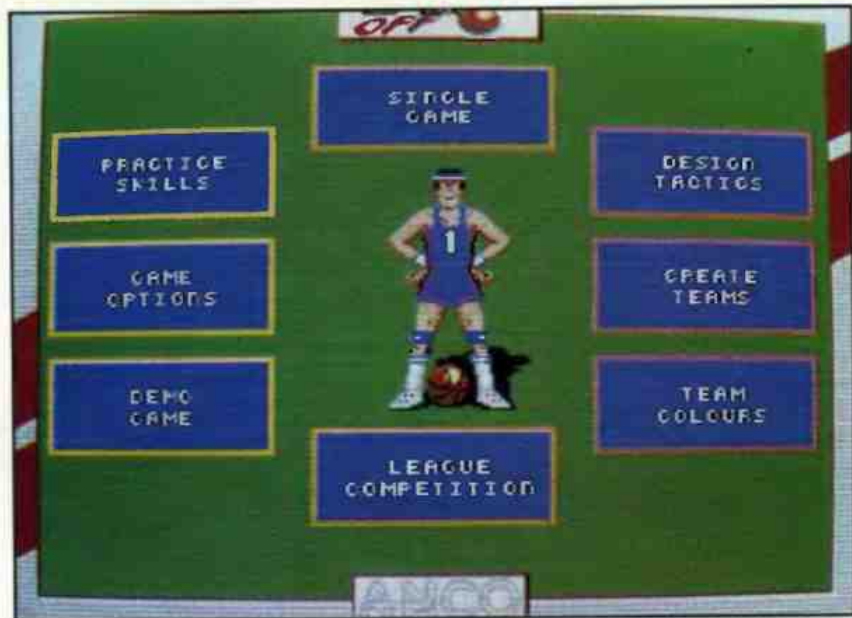 OFF
SINGLE
GAME
PRACTICE
SKILLS
DESIGN
TACTICS
1
GAME
OPTIONS
CREATE
TEAMS
DEMO
GAME
TEAM
COLOURS
LEAGUE
COMPETITION
ANCO